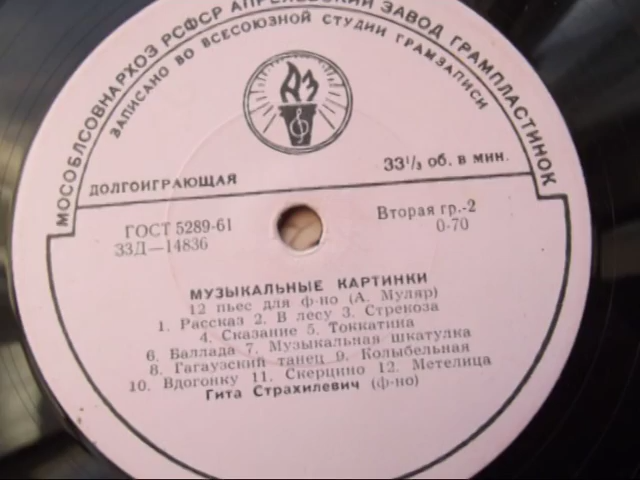 МОСОБЛСОВНАРХОЗ РСФСР АПРЕЛЕВСКИЙ ЗАВОД ГРАМПЛАСТИНОК
ЗАПИСАНО ВО ВСЕСОЮЗНОЙ СТУДИИ ГРАМЗАПИСИ
АЗ
ДОЛГОИГРАЮЩАЯ
33⅓ об. в мин.
ГОСТ 5289-61
33Д—14836
Вторая гр.-2
0-70
МУЗЫКАЛЬНЫЕ КАРТИНКИ
12 пьес для ф-но (А. Муляр)
1. Рассказ 2. В лесу 3. Стрекоза
4. Сказание 5. Токкатина
6. Баллада 7. Музыкальная шкатулка
8. Гагаузский танец 9. Колыбельная
10. Вдогонку 11. Скерцино 12. Метелица
Гита Страхилевич (ф-но)